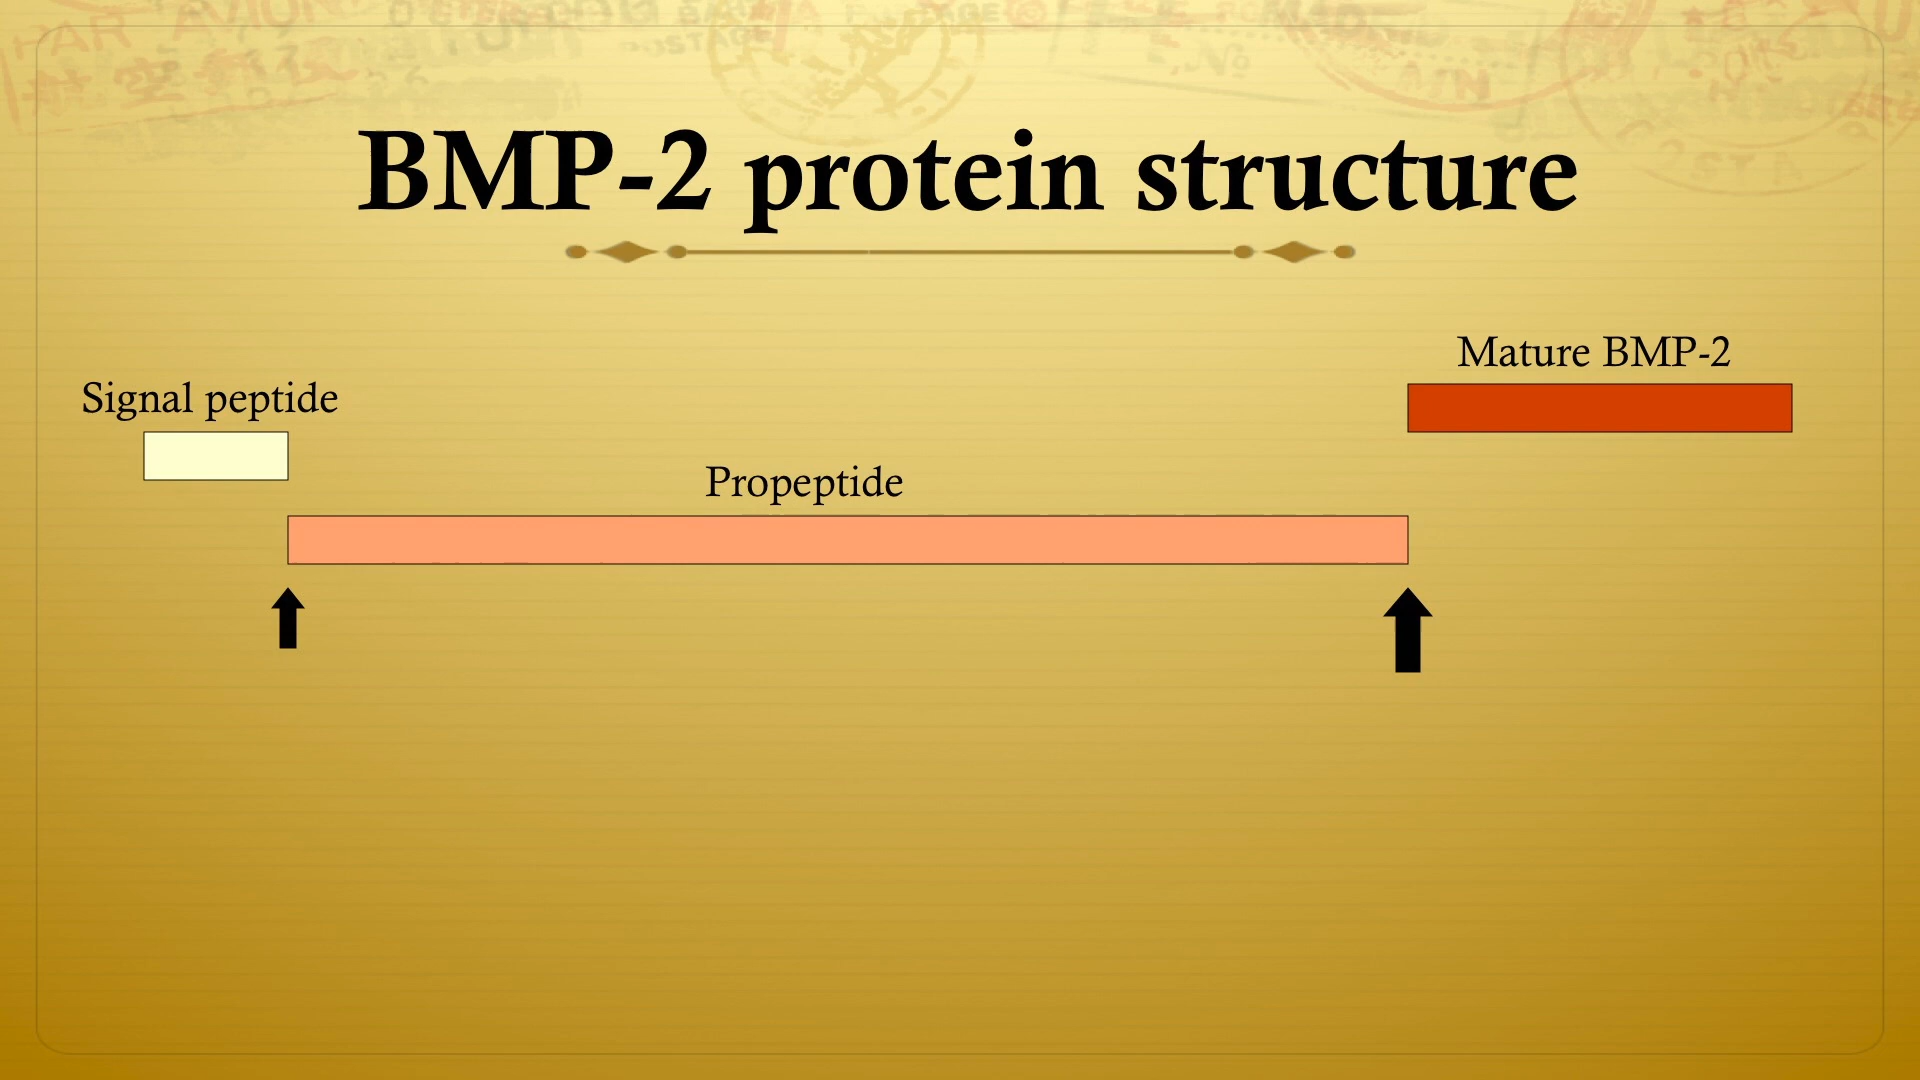 BMP-2 protein structure
Mature BMP-2
Signal peptide
Propeptide